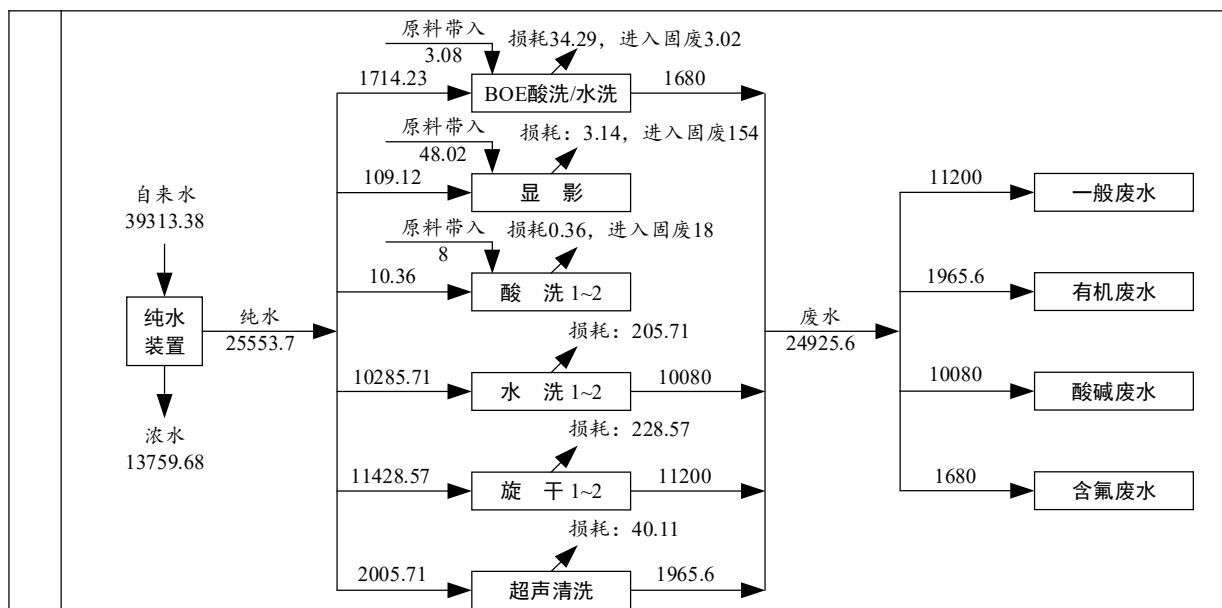 原料带入
3.08
损耗34.29，进入固废3.02
1714.23
BOE酸洗/水洗
1680
原料带入
48.02
损耗：3.14，进入固废154
109.12
显 影
原料带入
8
损耗0.36，进入固废18
10.36
酸 洗 1~2
自来水
39313.38
纯水
装置
纯水
25553.7
浓水
13759.68
损耗：205.71
10285.71
水 洗 1~2
10080
损耗：228.57
11428.57
旋 干 1~2
11200
损耗：40.11
2005.71
超声清洗
1965.6
废水
24925.6
11200
一般废水
1965.6
有机废水
10080
酸碱废水
1680
含氟废水